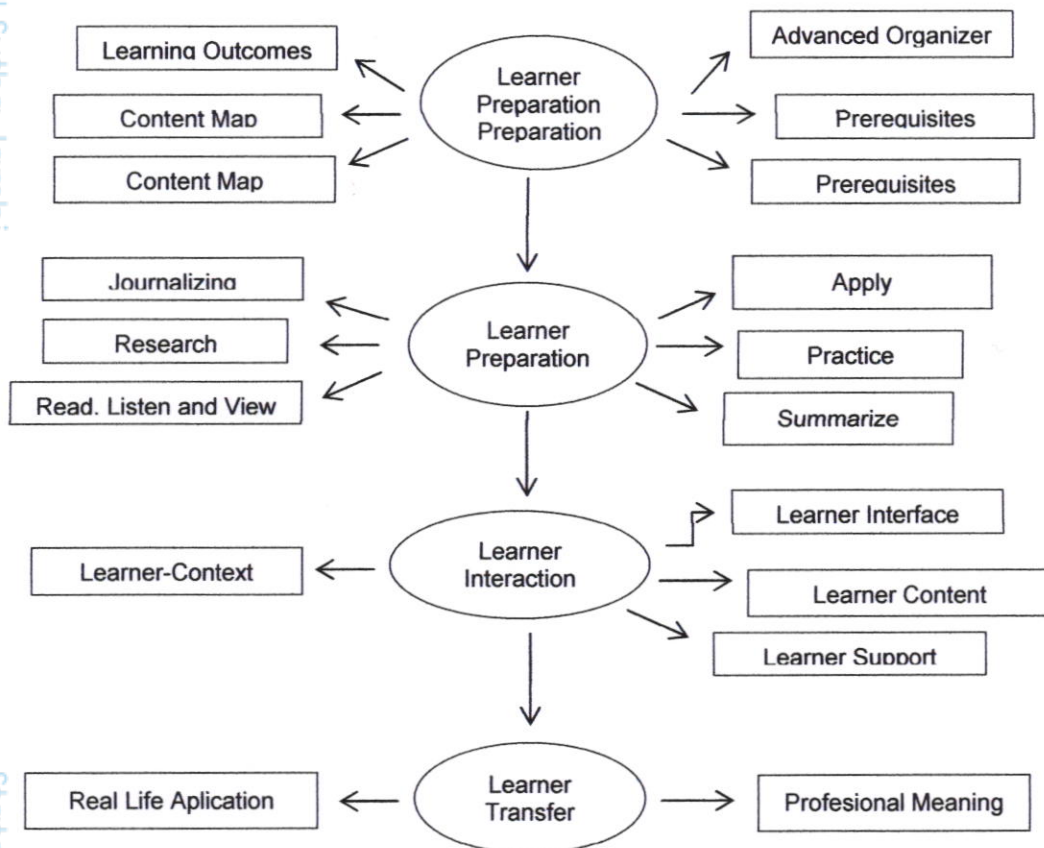 Learning Outcomes
Content Map
Content Map
Learner
Preparation
Preparation
Advanced Organizer
Prerequisites
Prerequisites
Journalizing
Research
Read. Listen and View
Learner
Preparation
Apply
Practice
Summarize
Learner-Context
Learner
Interaction
Learner Interface
Learner Content
Learner Support
Real Life Aplication
Learner
Transfer
Profesional Meaning